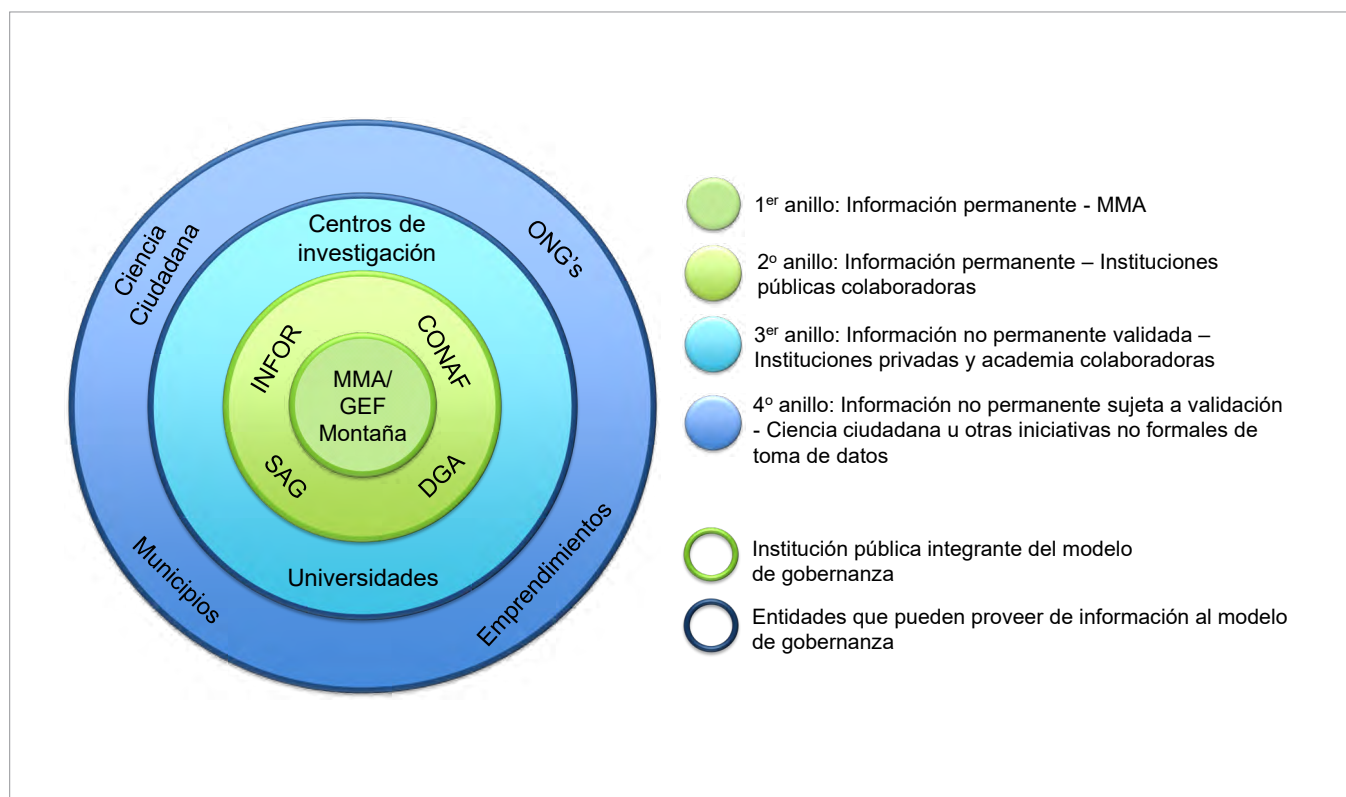 Ciencia
Ciudadana
ONG's
Centros de
investigación
INFOR
CONAF
MMA/
GEF
Montaña
SAG
DGA
Universidades
Municipios
Emprendimientos
1er anillo: Información permanente - MMA
2o anillo: Información permanente – Instituciones
públicas colaboradoras
3er anillo: Información no permanente validada –
Instituciones privadas y academia colaboradoras
4o anillo: Información no permanente sujeta a validación
- Ciencia ciudadana u otras iniciativas no formales de
toma de datos
Institución pública integrante del modelo
de gobernanza
Entidades que pueden proveer de información al modelo
de gobernanza